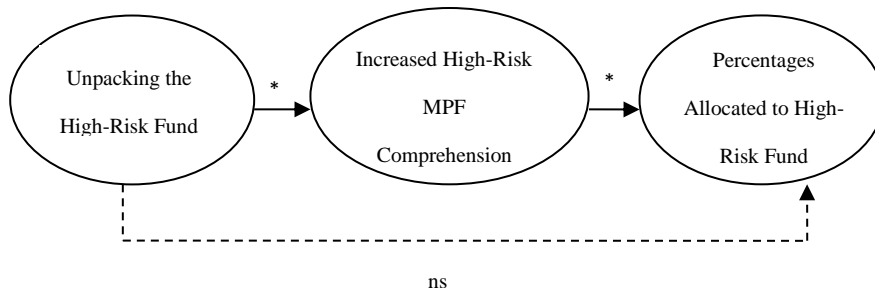 Unpacking the
High-Risk Fund
*
Increased High-Risk
MPF
Comprehension
*
Percentages
Allocated to High-
Risk Fund
ns